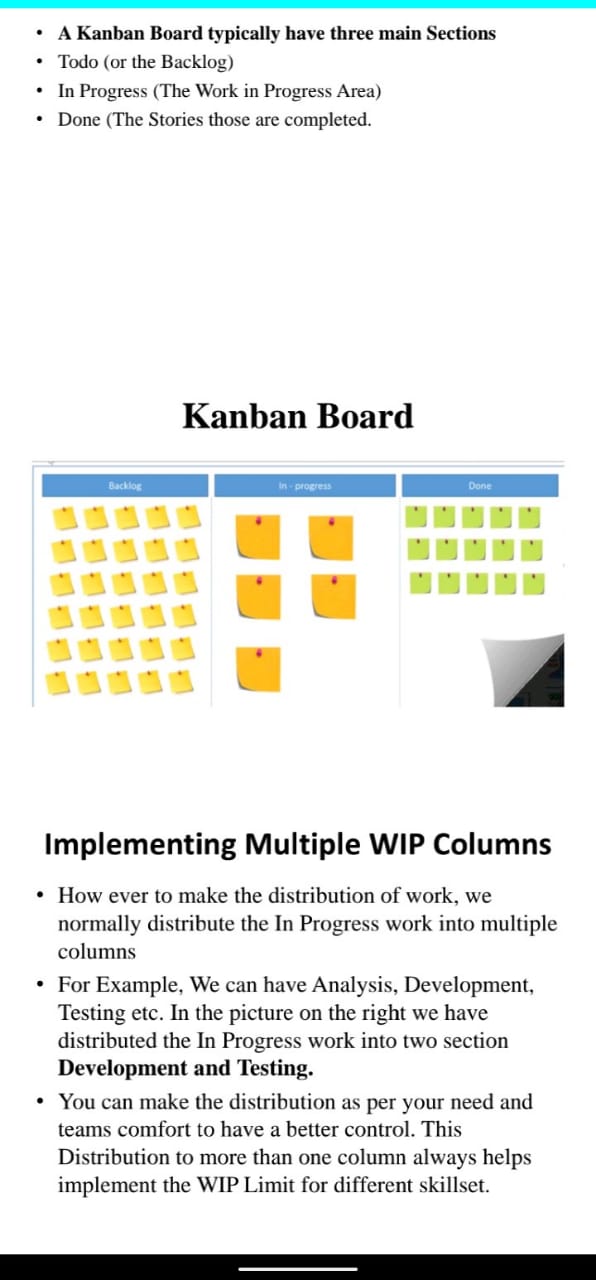 • A Kanban Board typically have three main Sections
• Todo (or the Backlog)
• In Progress (The Work in Progress Area)
• Done (The Stories those are completed.
Kanban Board
Backlog
In - progress
Done
Implementing Multiple WIP Columns
• How ever to make the distribution of work, we
normally distribute the In Progress work into multiple
columns
• For Example, We can have Analysis, Development,
Testing etc. In the picture on the right we have
distributed the In Progress work into two section
Development and Testing.
• You can make the distribution as per your need and
teams comfort to have a better control. This
Distribution to more than one column always helps
implement the WIP Limit for different skillset.